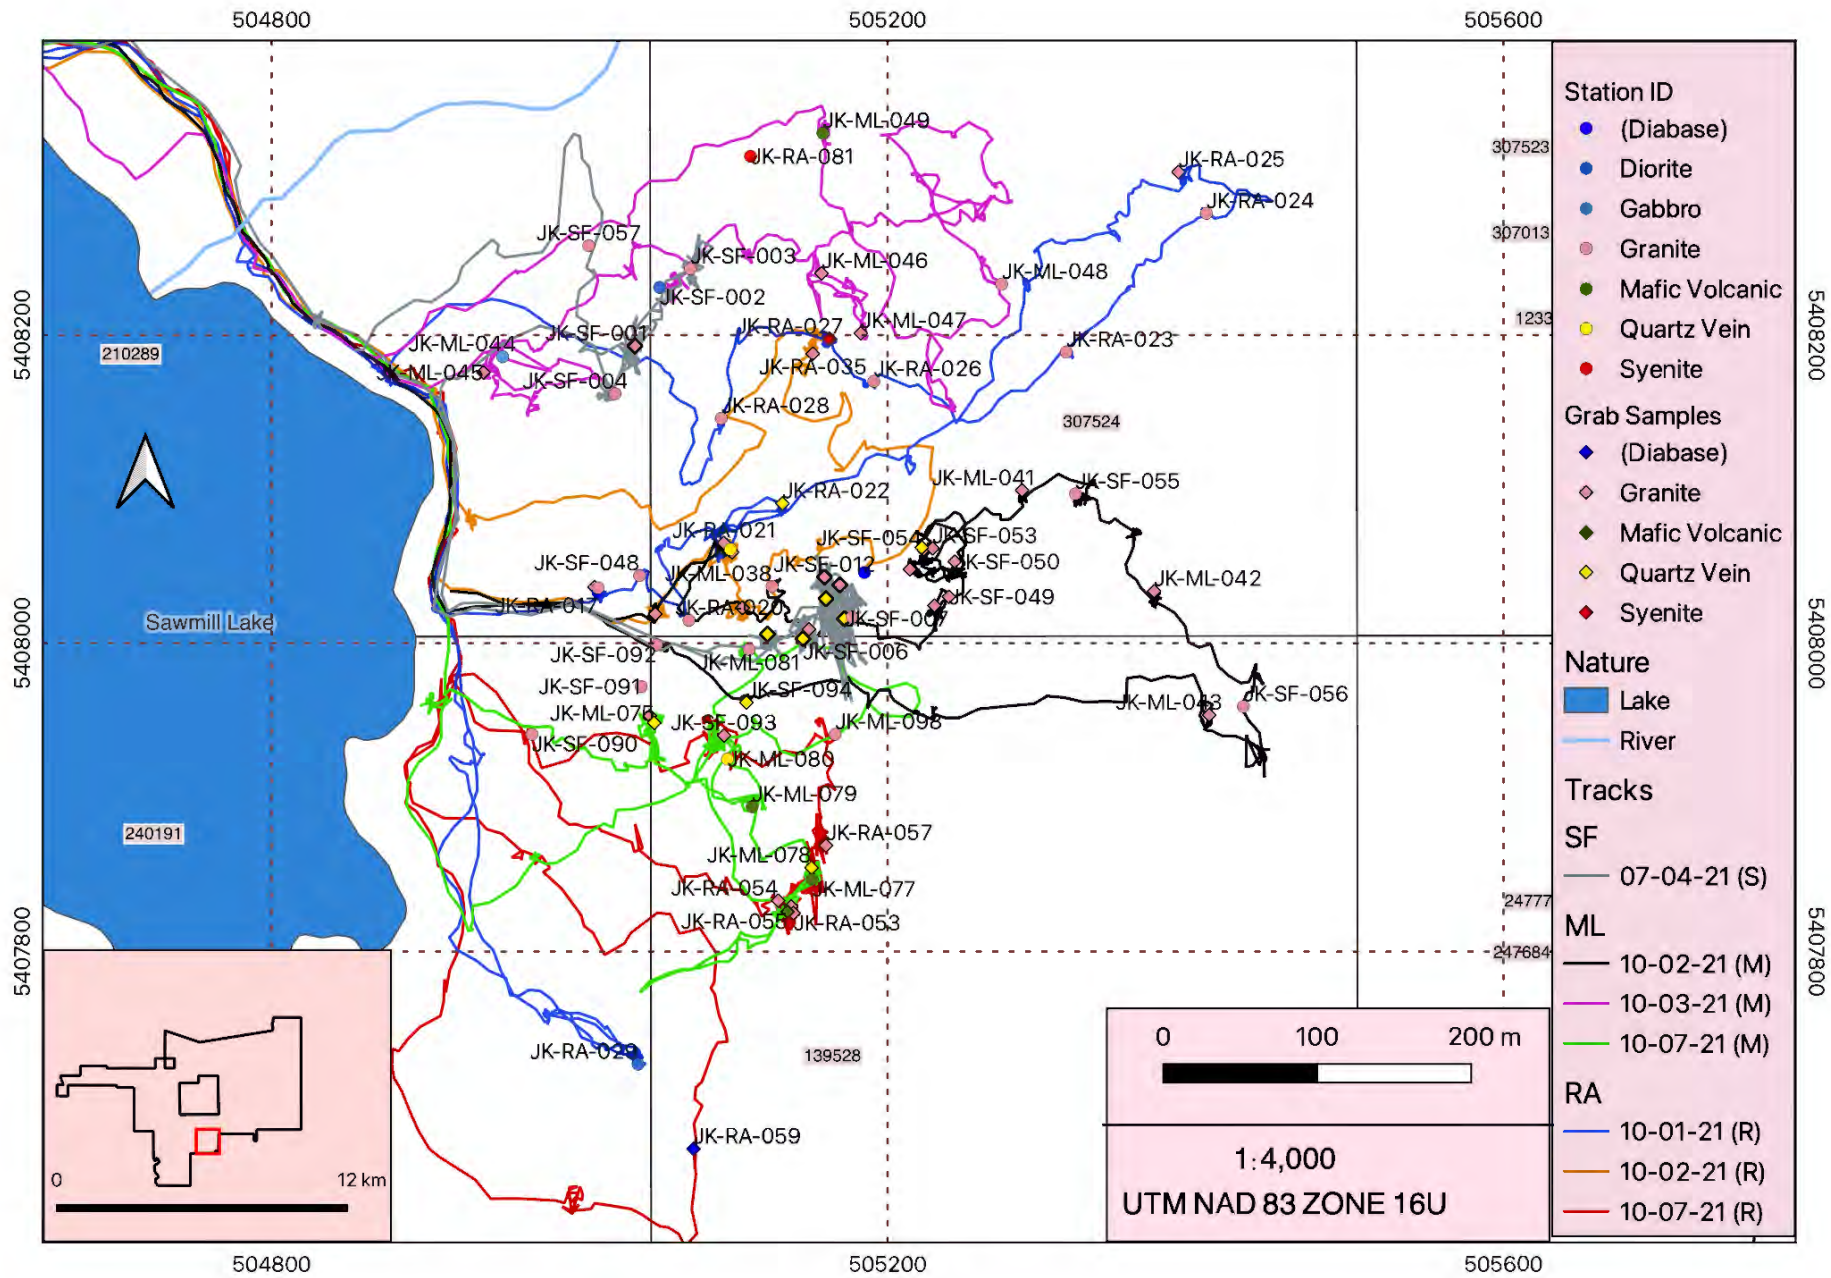 504800
505200
505600
JK-ML-049
JK-RA-081
JK-RA-025
JK-RA-024
JK-SF-057
JK-SF-003
JK-ML-046
JK-ML-048
JK-SF-002
JK-ML-047
JK-RA-027
JK-SF-001
JK-ML-044
JK-RA-023
JK-ML-045
JK-SF-004
JK-RA-035
JK-RA-026
JK-RA-028
JK-ML-041
JK-SF-055
JK-RA-022
JK-RA-021
JK-SF-054
JK-SF-053
JK-SF-048
JK-ML-038
JK-SF-012
JK-SF-050
JK-ML-042
JK-RA-017
JK-RA-020
JK-SF-049
JK-SF-007
JK-SF-092
JK-ML-081
JK-SF-006
JK-SF-091
JK-SF-094
JK-ML-043
JK-SF-056
JK-ML-075
JK-SF-093
JK-ML-098
JK-SF-090
JK-ML-080
JK-ML-079
JK-RA-057
JK-ML-078
JK-RA-054
JK-ML-077
JK-RA-055
JK-RA-053
JK-RA-029
JK-RA-059
210289
240191
307524
139528
307523
307013
1233
24777
247684
Sawmill Lake
5408200
5408000
5407800
5408200
5408000
5407800
0 12 km
0 100 200 m
1:4,000
UTM NAD 83 ZONE 16U
504800
505200
505600
Station ID
(Diabase)
Diorite
Gabbro
Granite
Mafic Volcanic
Quartz Vein
Syenite
Grab Samples
(Diabase)
Granite
Mafic Volcanic
Quartz Vein
Syenite
Nature
Lake
River
Tracks
SF
07-04-21 (S)
ML
10-02-21 (M)
10-03-21 (M)
10-07-21 (M)
RA
10-01-21 (R)
10-02-21 (R)
10-07-21 (R)